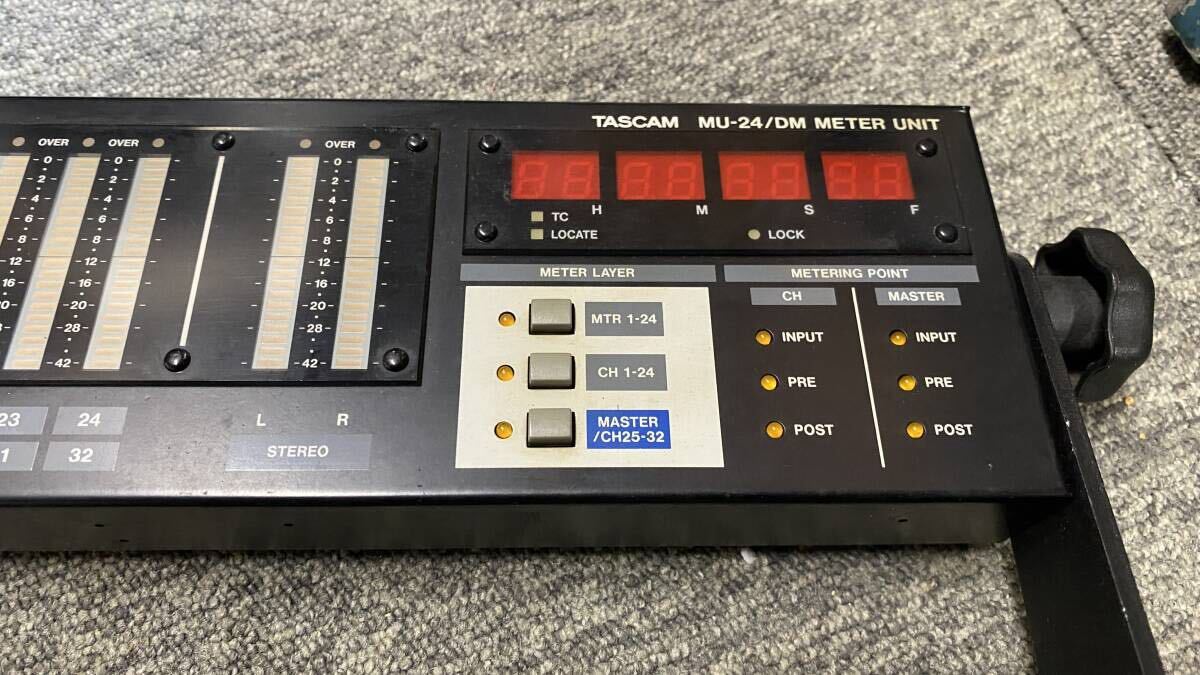 TASCAM MU-24/DM METER UNIT
OVER OVER OVER
0 0 0
-2 -2 -2
4 4 4
6 6 6
-8 -8 -8
-12 -12 -12
16 16 16
20 20 20
-28 -28 -28
-42 -42
H M S F
TC
LOCATE LOCK
METER LAYER METERING POINT
CH MASTER
MTR 1-24 INPUT INPUT
CH 1-24 PRE PRE
MASTER
/CH25-32 POST POST
23 24 L R
1 32 STEREO